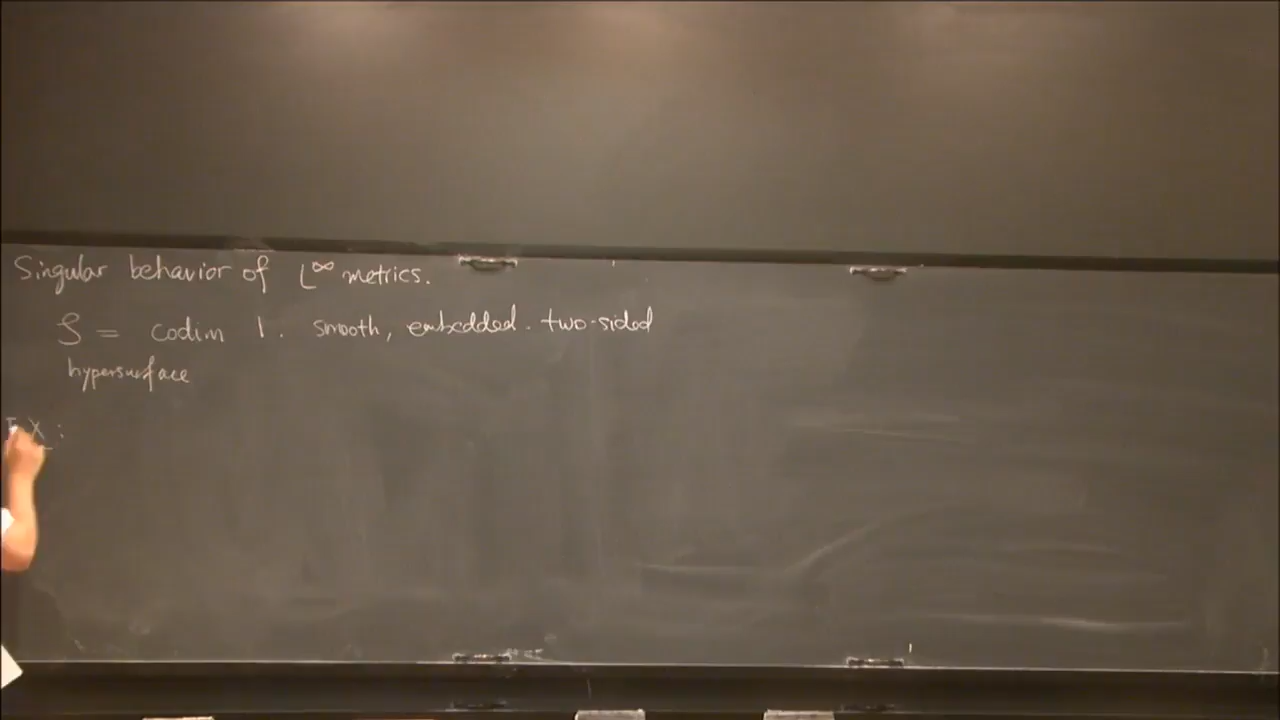 Singular behavior of L^∞ metrics.
S = codim 1. smooth, embedded. two-sided
hypersurface
EX: